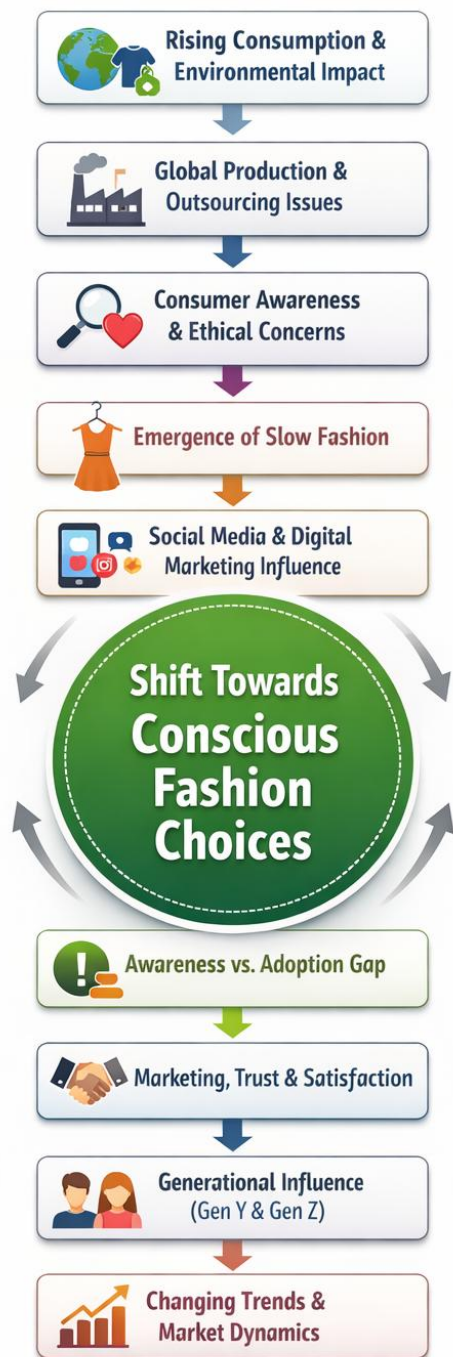 Rising Consumption &
Environmental Impact
Global Production &
Outsourcing Issues
Consumer Awareness
& Ethical Concerns
Emergence of Slow Fashion
Social Media & Digital
Marketing Influence
Shift Towards
Conscious
Fashion
Choices
Awareness vs. Adoption Gap
Marketing, Trust & Satisfaction
Generational Influence
(Gen Y & Gen Z)
Changing Trends &
Market Dynamics